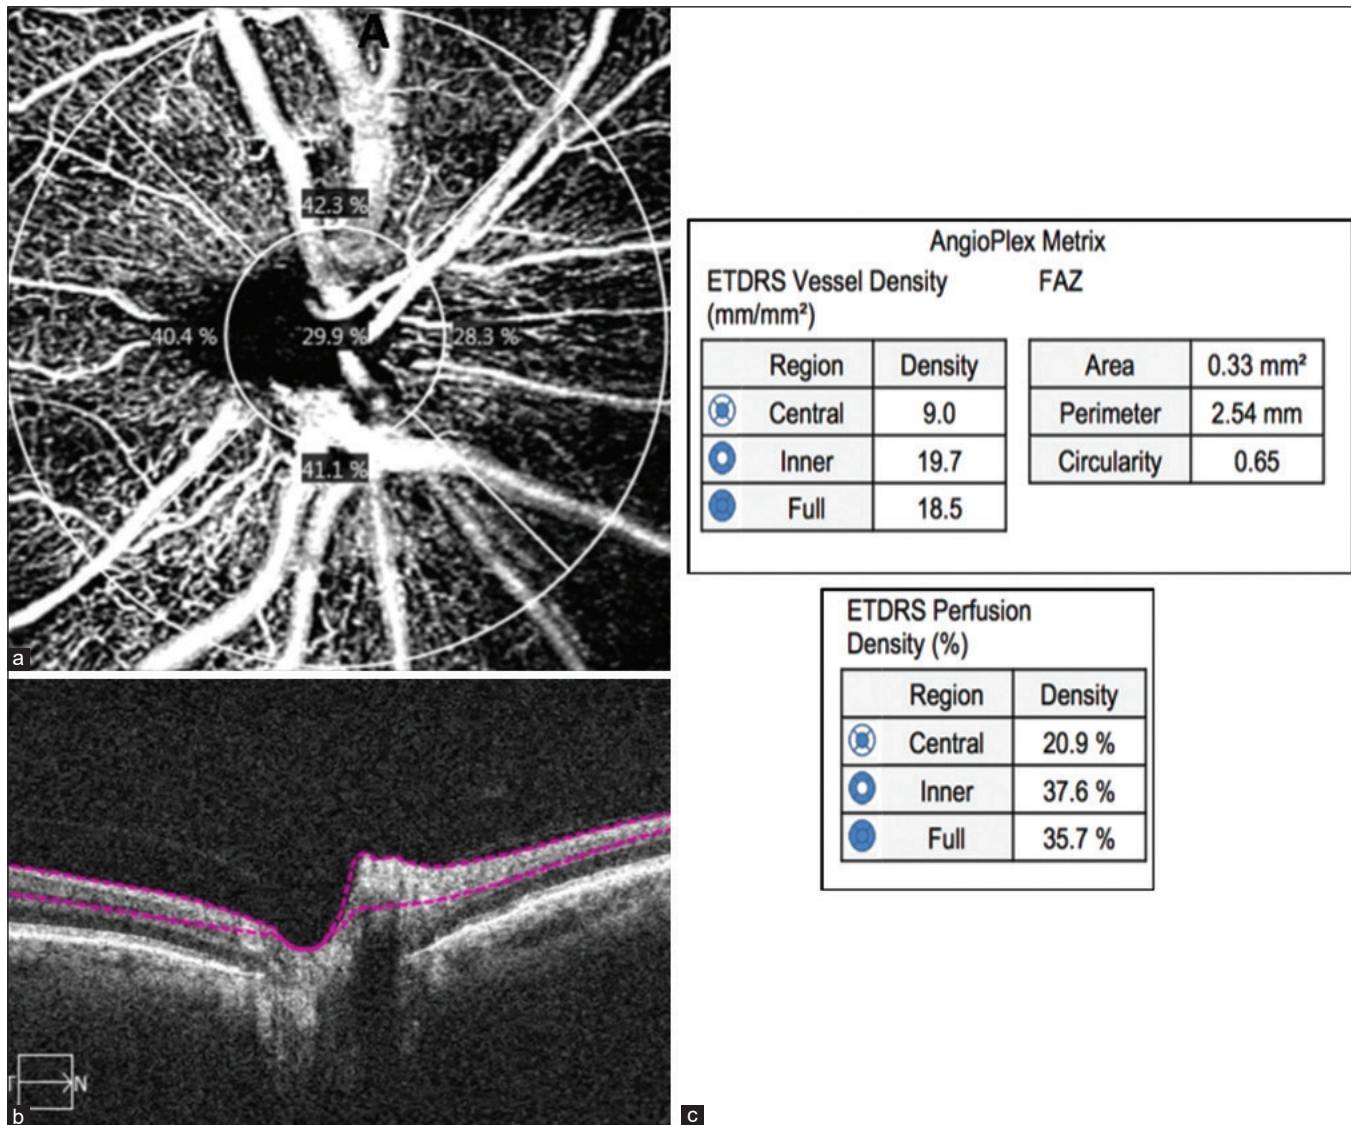 A
42.3 %
40.4 %
29.9 %
28.3 %
41.1 %
a
T
N
b
AngioPlex Metrix
ETDRS Vessel Density
(mm/mm²)
Region Density
Central 9.0
Inner 19.7
Full 18.5
FAZ
Area 0.33 mm²
Perimeter 2.54 mm
Circularity 0.65
ETDRS Perfusion
Density (%)
Region Density
Central 20.9 %
Inner 37.6 %
Full 35.7 %
c